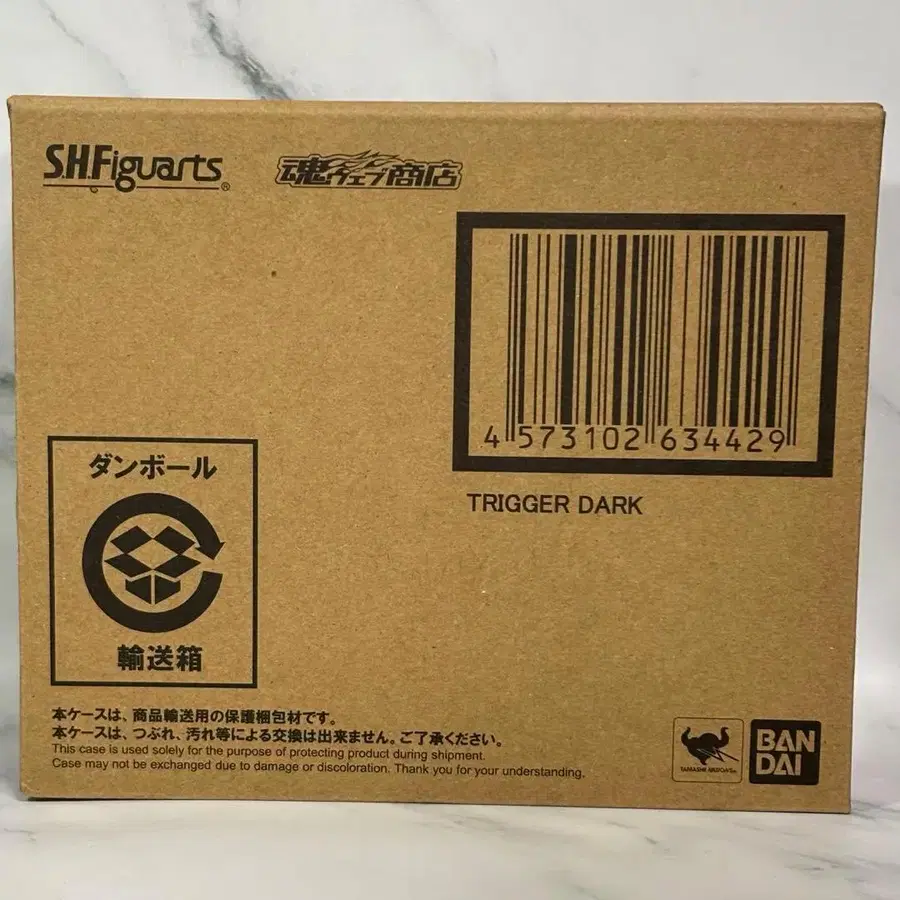 S.H.Figuarts®
魂ウェブ商店
4 573102 634429
TRIGGER DARK
ダンボール
輸送箱
本ケースは、商品輸送用の保護梱包材です。
本ケースは、つぶれ、汚れ等による交換は出来ません。ご了承ください。
This case is used solely for the purpose of protecting product during shipment.
Case may not be exchanged due to damage or discoloration. Thank you for your understanding.
TAMASHII NATIONS
BAN
DAI